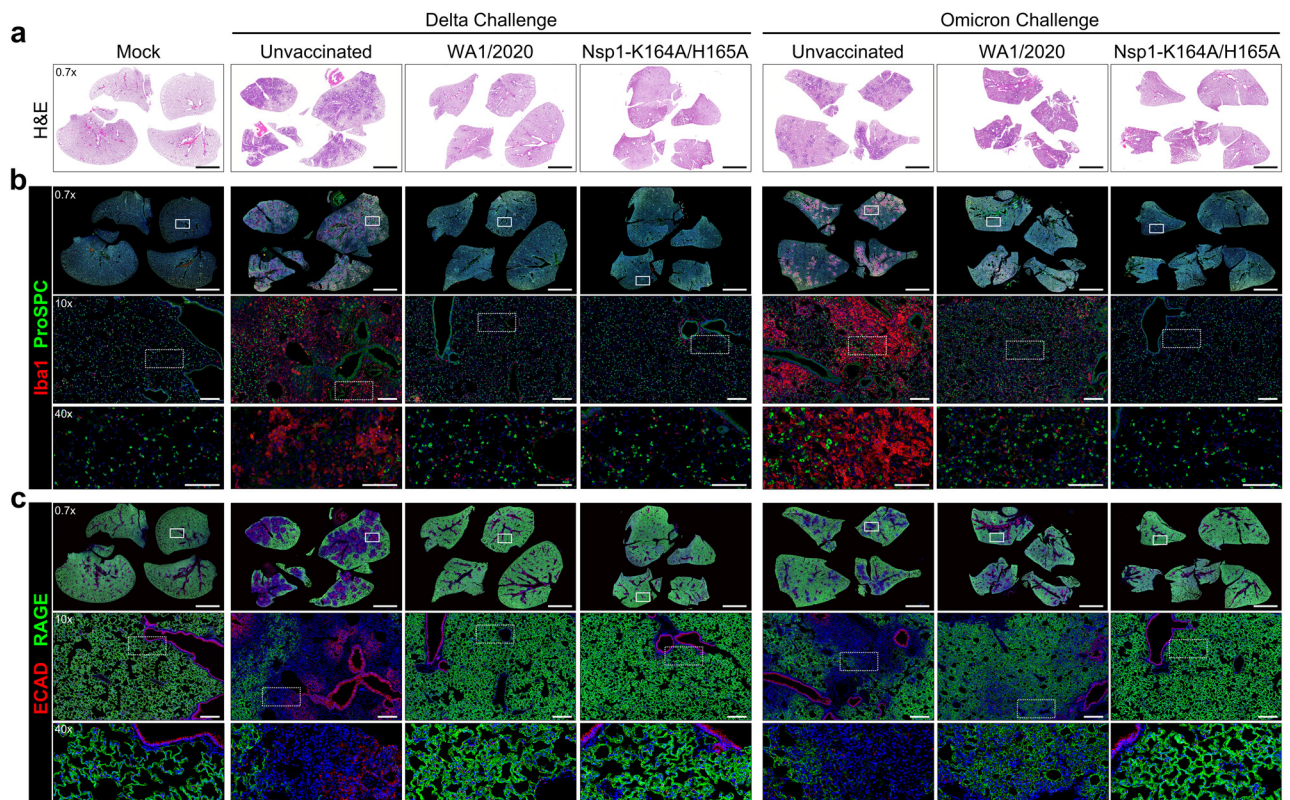 Delta Challenge Omicron Challenge
a
Mock Unvaccinated WA1/2020 Nsp1-K164A/H165A Unvaccinated WA1/2020 Nsp1-K164A/H165A
H&E
0.7x
b
Iba1 ProSPC
0.7x
10x
40x
c
ECAD RAGE
0.7x
10x
40x